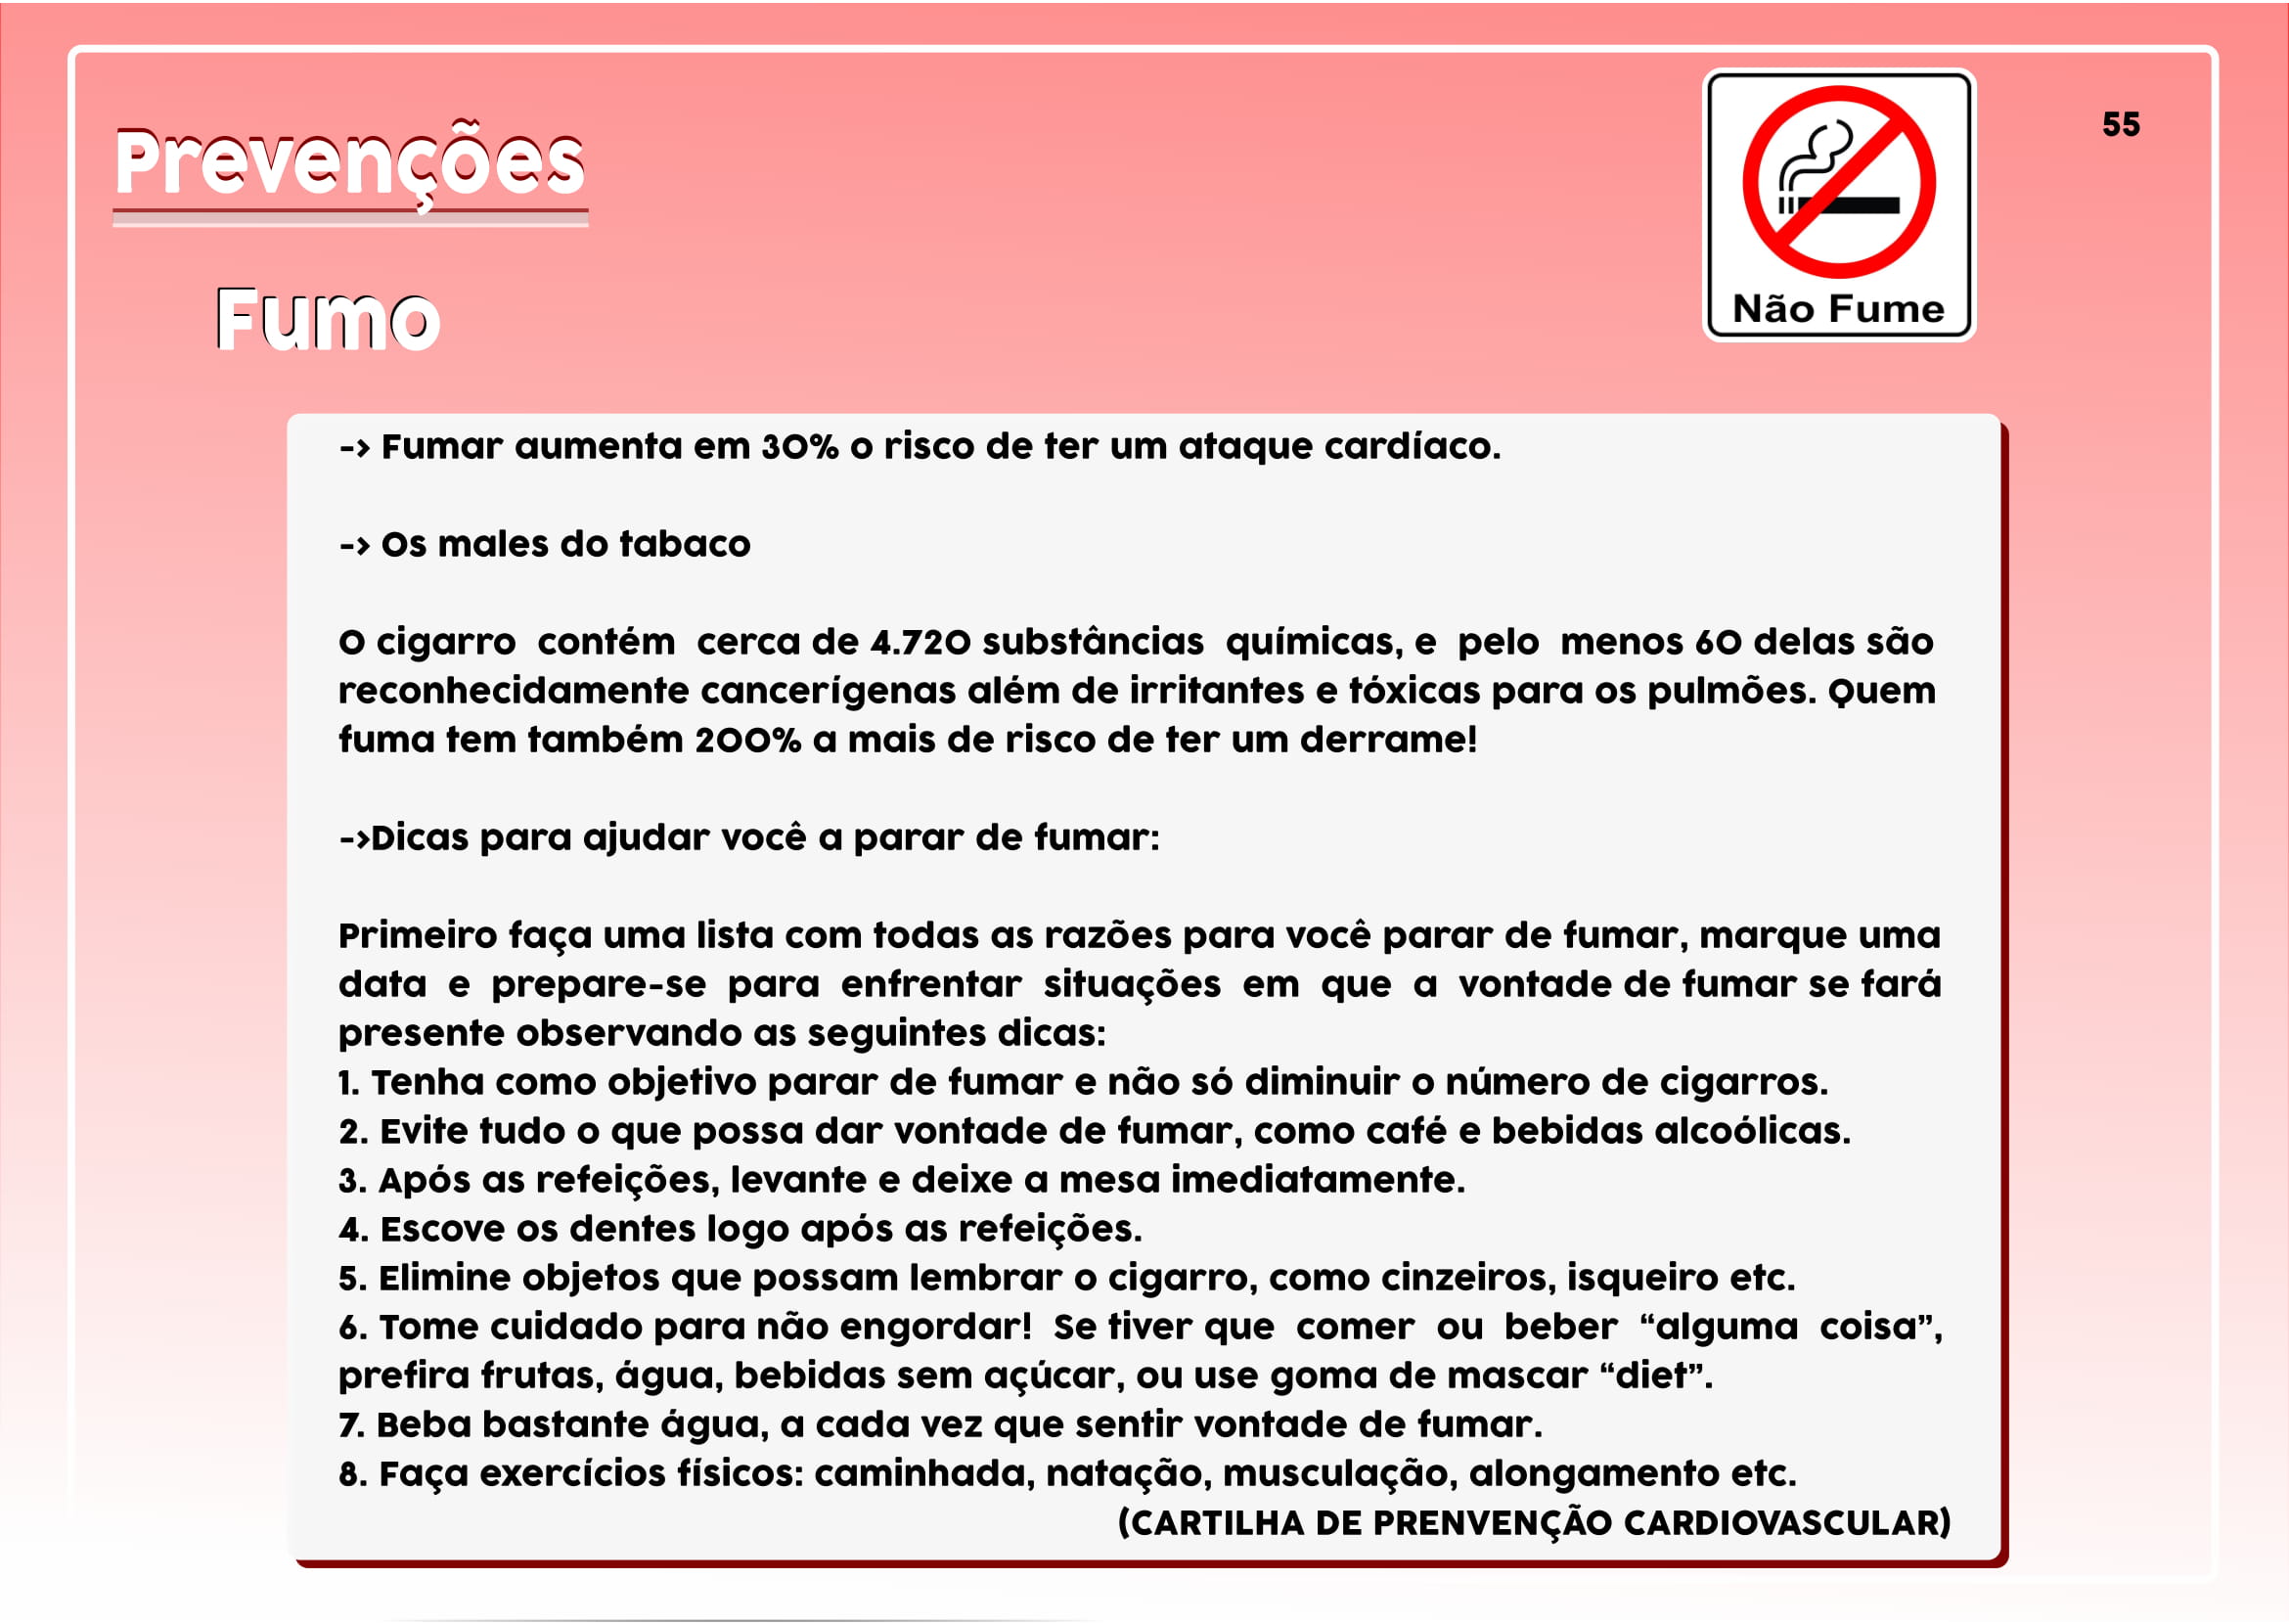 Prevenções
55
Não Fume
Fumo
-> Fumar aumenta em 30% o risco de ter um ataque cardíaco.
-> Os males do tabaco
O cigarro contém cerca de 4.720 substâncias químicas, e pelo menos 60 delas são
reconhecidamente cancerígenas além de irritantes e tóxicas para os pulmões. Quem
fuma tem também 200% a mais de risco de ter um derrame!
->Dicas para ajudar você a parar de fumar:
Primeiro faça uma lista com todas as razões para você parar de fumar, marque uma
data e prepare-se para enfrentar situações em que a vontade de fumar se fará
presente observando as seguintes dicas:
1. Tenha como objetivo parar de fumar e não só diminuir o número de cigarros.
2. Evite tudo o que possa dar vontade de fumar, como café e bebidas alcoólicas.
3. Após as refeições, levante e deixe a mesa imediatamente.
4. Escove os dentes logo após as refeições.
5. Elimine objetos que possam lembrar o cigarro, como cinzeiros, isqueiro etc.
6. Tome cuidado para não engordar! Se tiver que comer ou beber “alguma coisa”,
prefira frutas, água, bebidas sem açúcar, ou use goma de mascar “diet”.
7. Beba bastante água, a cada vez que sentir vontade de fumar.
8. Faça exercícios físicos: caminhada, natação, musculação, alongamento etc.
(CARTILHA DE PRENVENÇÃO CARDIOVASCULAR)